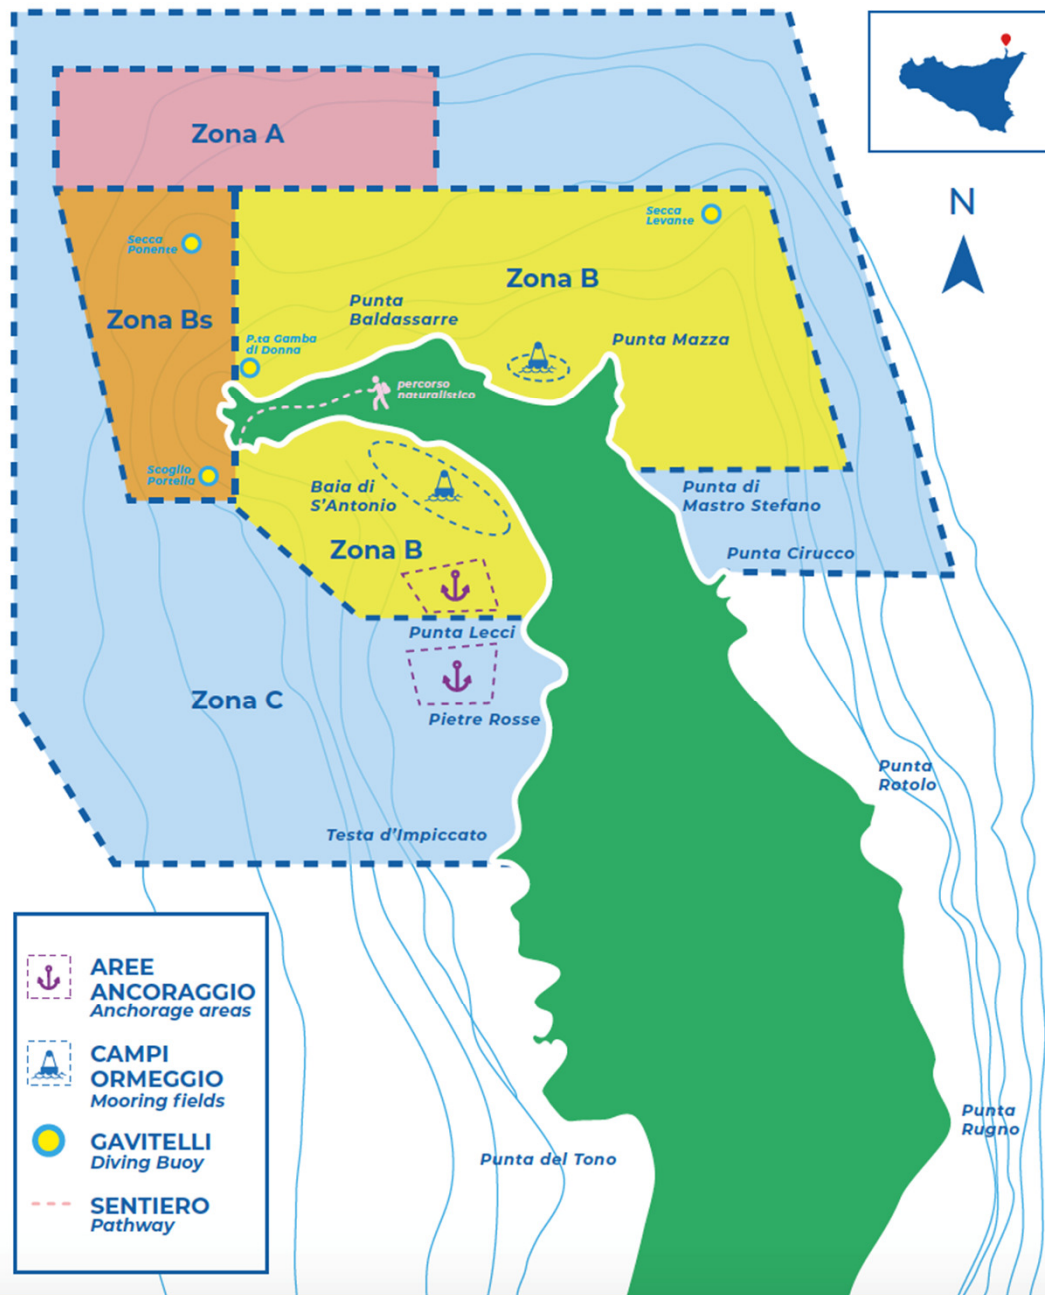 Zona A
N
Secca
Levante
Secca
Ponente
Zona B
Punta
Baldassarre
Zona Bs
P.ta Gamba
di Donna
Punta Mazza
percorso
naturalistico
Scoglio
Portella
Baia di
S'Antonio
Punta di
Mastro Stefano
Zona B
Punta Cirucco
Punta Lecci
Zona C
Pietre Rosse
Punta
Rotolo
Testa d'Impiccato
AREE
ANCORAGGIO
Anchorage areas
CAMPI
ORMEGGIO
Mooring fields
GAVITELLI
Diving Buoy
SENTIERO
Pathway
Punta
Rugno
Punta del Tono